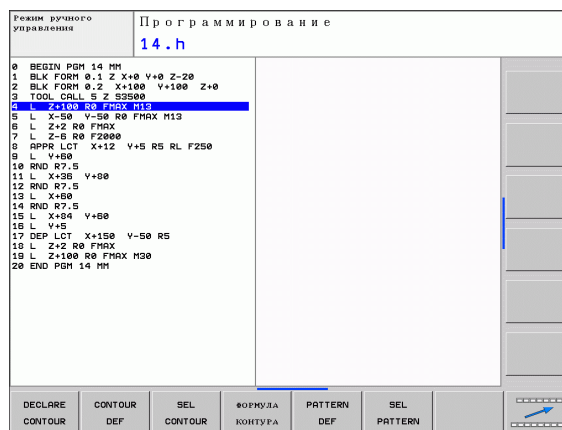 Режим ручного
управления
Программирование
14.h
0 BEGIN PGM 14 MM
1 BLK FORM 0.1 Z X+0 Y+0 Z-20
2 BLK FORM 0.2 X+100 Y+100 Z+0
3 TOOL CALL 5 Z S3500
4 L Z+100 R0 FMAX M13
5 L X-50 Y-50 R0 FMAX M13
6 L Z+2 R0 FMAX
7 L Z-6 R0 F2000
8 APPR LCT X+12 Y+5 R5 RL F250
9 L Y+60
10 RND R7.5
11 L X+36 Y+80
12 RND R7.5
13 L X+60
14 RND R7.5
15 L X+84 Y+60
16 L Y+5
17 DEP LCT X+150 Y-50 R5
18 L Z+2 R0 FMAX
19 L Z+100 R0 FMAX M30
20 END PGM 14 MM
DECLARE
CONTOUR
CONTOUR
DEF
SEL
CONTOUR
ФОРМУЛА
КОНТУРА
PATTERN
DEF
SEL
PATTERN